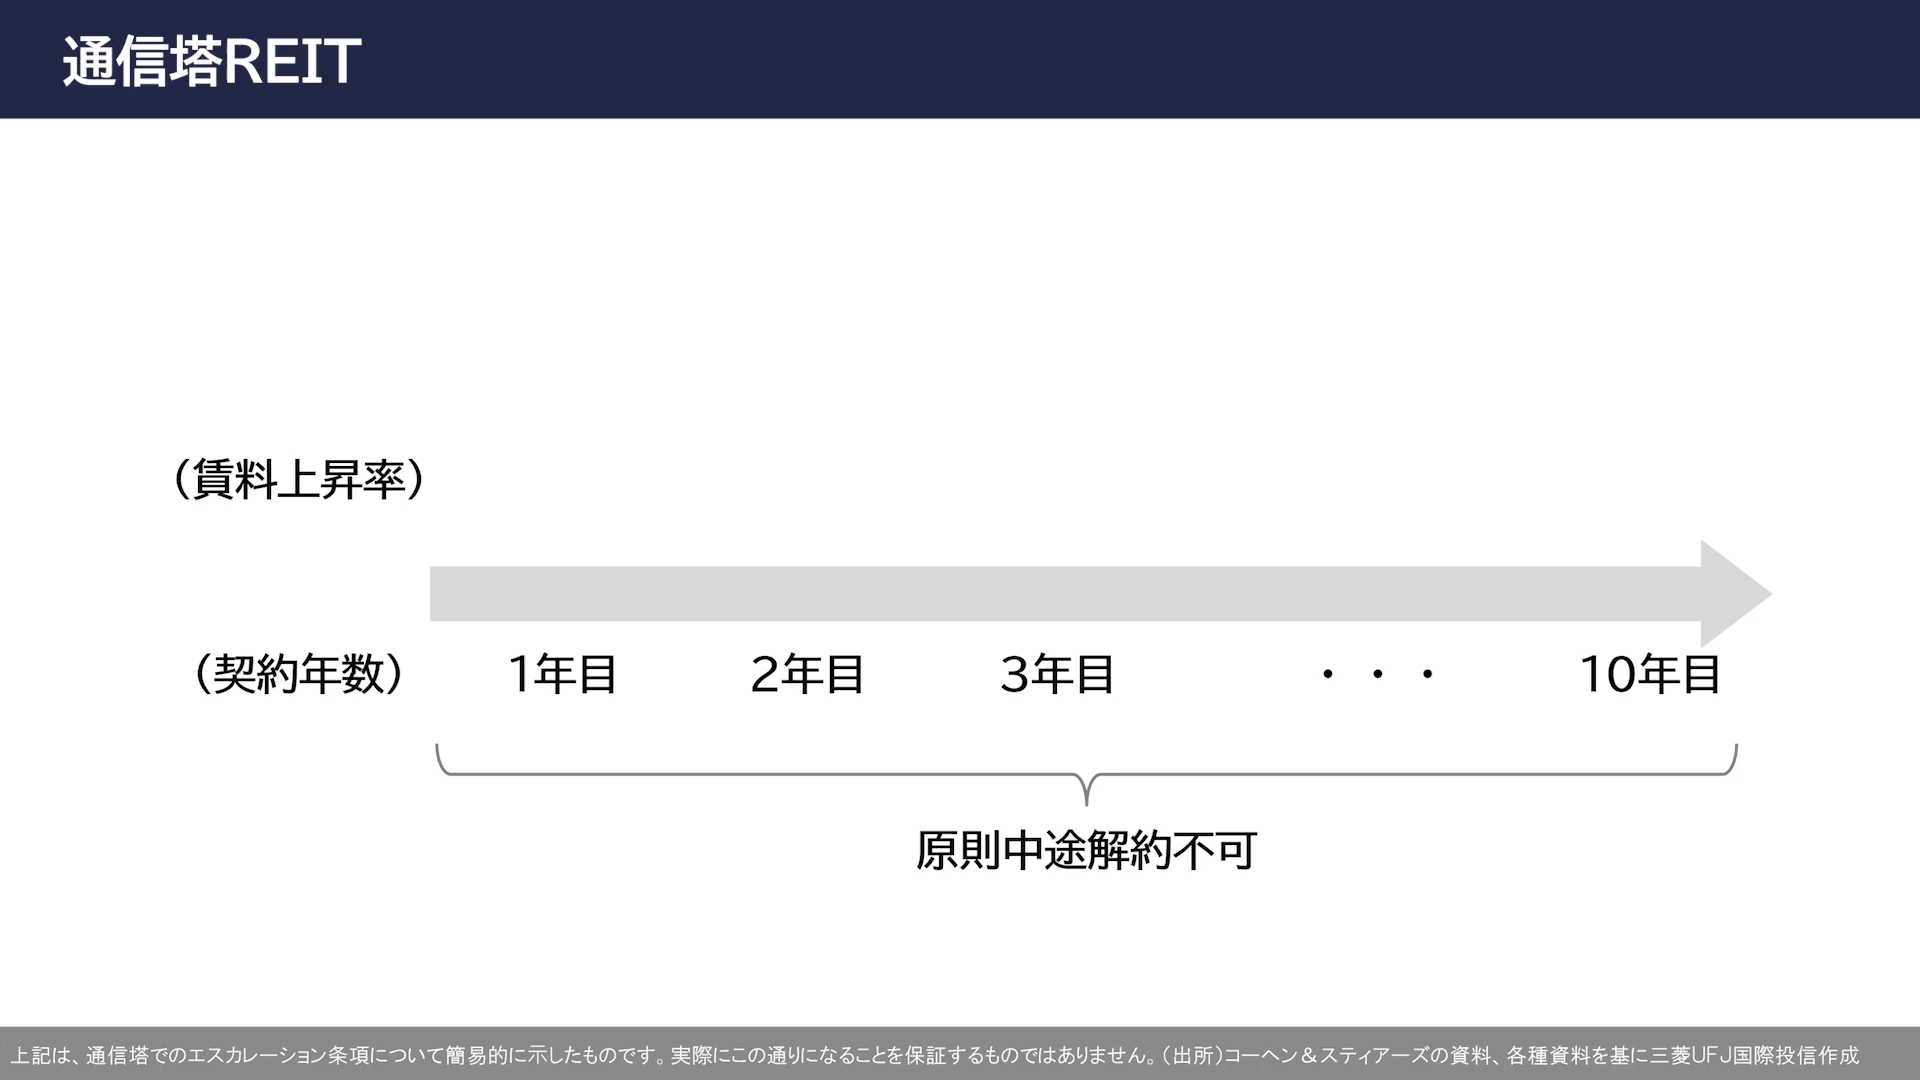 通信塔REIT
（賃料上昇率）
（契約年数） 1年目 2年目 3年目 ・・・ 10年目
原則中途解約不可
上記は、通信塔でのエスカレーション条項について簡易的に示したものです。実際にこの通りになることを保証するものではありません。（出所）コーヘン＆スティアーズの資料、各種資料を基に三菱UFJ国際投信作成